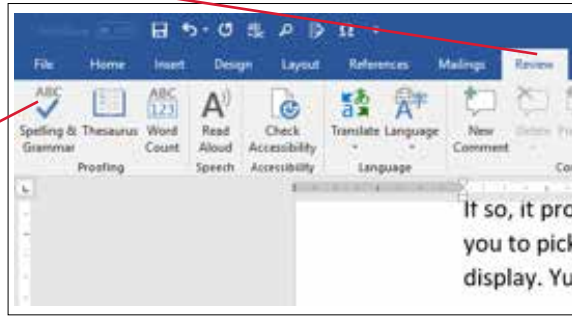 File Home Insert Design Layout References Mailings Review
ABC ABC 123 A
Spelling & Thesaurus Word Read Check Translate Language New Delete
Grammar Count Aloud Accessibility Comment
Proofing Speech Accessibility Language
If so, it pro
you to pick
display. Yu